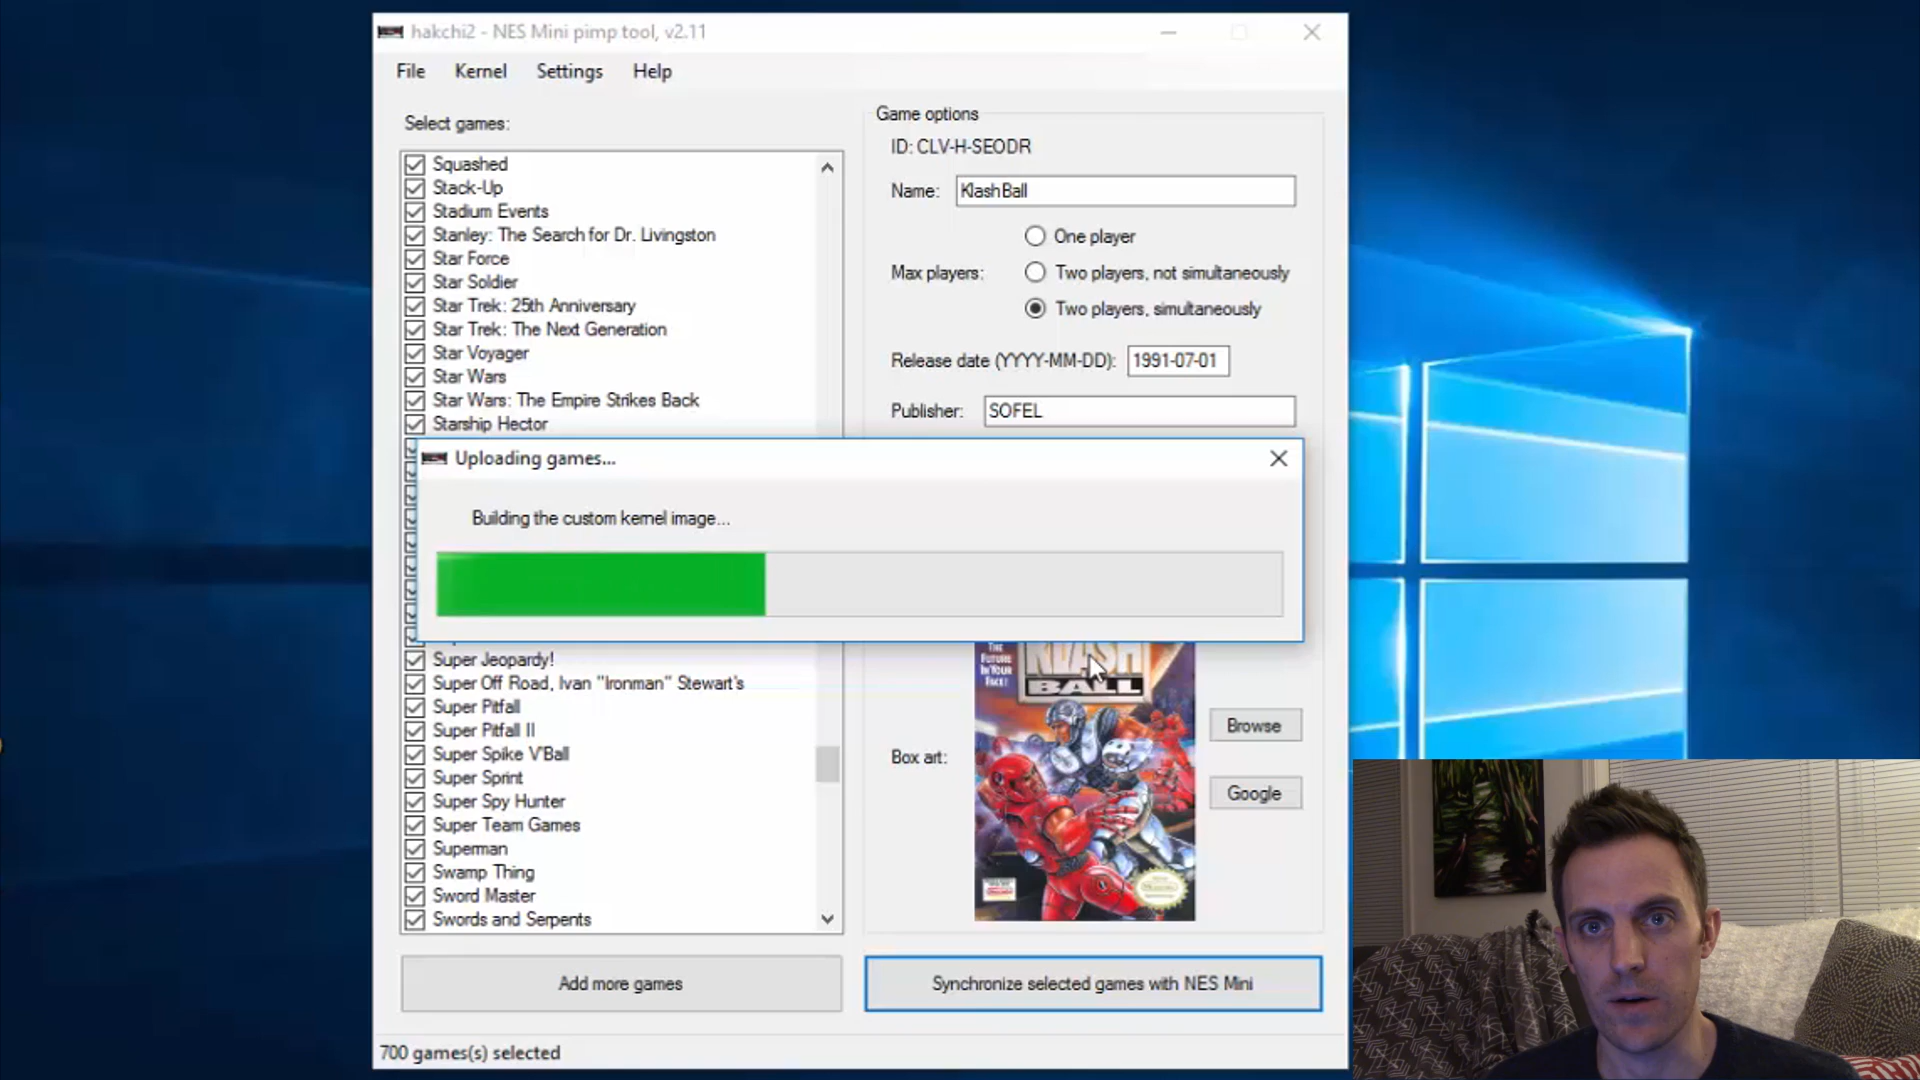 hakchi2 - NES Mini pimp tool, v2.11
File Kernel Settings Help
Select games:
Squashed
Stack-Up
Stadium Events
Stanley: The Search for Dr. Livingston
Star Force
Star Soldier
Star Trek: 25th Anniversary
Star Trek: The Next Generation
Star Voyager
Star Wars
Star Wars: The Empire Strikes Back
Starship Hector
Game options
ID: CLV-H-SEODR
Name: KlashBall
One player
Max players: Two players, not simultaneously
Two players, simultaneously
Release date (YYYY-MM-DD): 1991-07-01
Publisher: SOFEL
Uploading games...
Building the custom kernel image...
Super Jeopardy!
Super Off Road, Ivan "Ironman" Stewart's
Super Pitfall
Super Pitfall II
Super Spike V'Ball
Super Sprint
Super Spy Hunter
Super Team Games
Superman
Swamp Thing
Sword Master
Swords and Serpents
THE
FUTURE
IN YOUR
FACE!
KLASH
BALL
Box art:
Browse
Google
Add more games
Synchronize selected games with NES Mini
700 games(s) selected